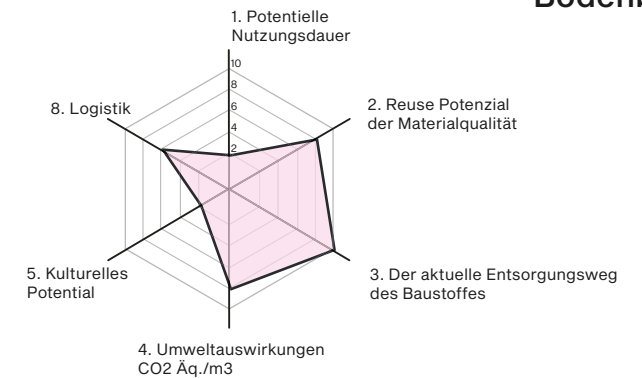 1. Potentielle
Nutzungsdauer
10
8
6
4
2
8. Logistik
2. Reuse Potenzial
der Materialqualität
5. Kulturelles
Potential
3. Der aktuelle Entsorgungsweg
des Baustoffes
4. Umweltauswirkungen
CO2 Äq./m3